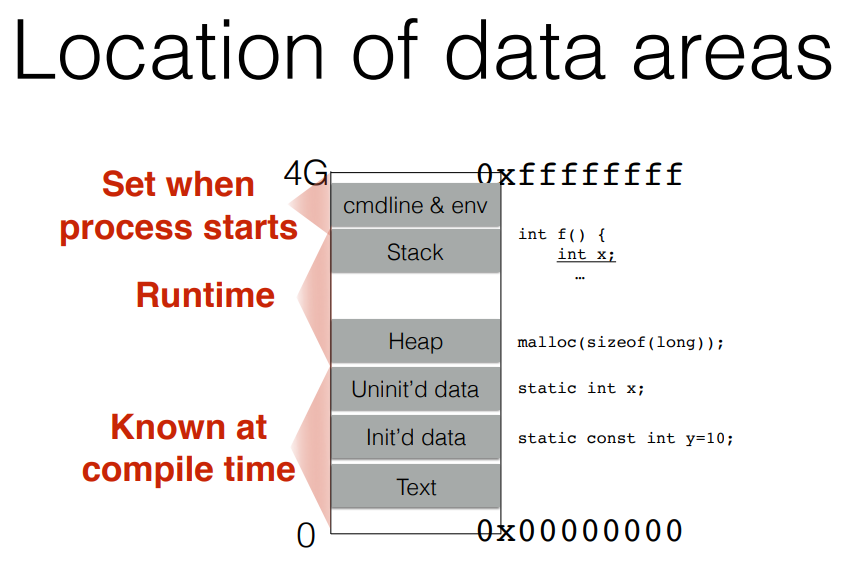 Location of data areas
4G
0xffffffff
Set when
process starts
cmdline & env
Stack
int f() {
int x;
…
Runtime
Heap
malloc(sizeof(long));
Uninit’d data
static int x;
Known at
compile time
Init’d data
static const int y=10;
Text
0
0x00000000